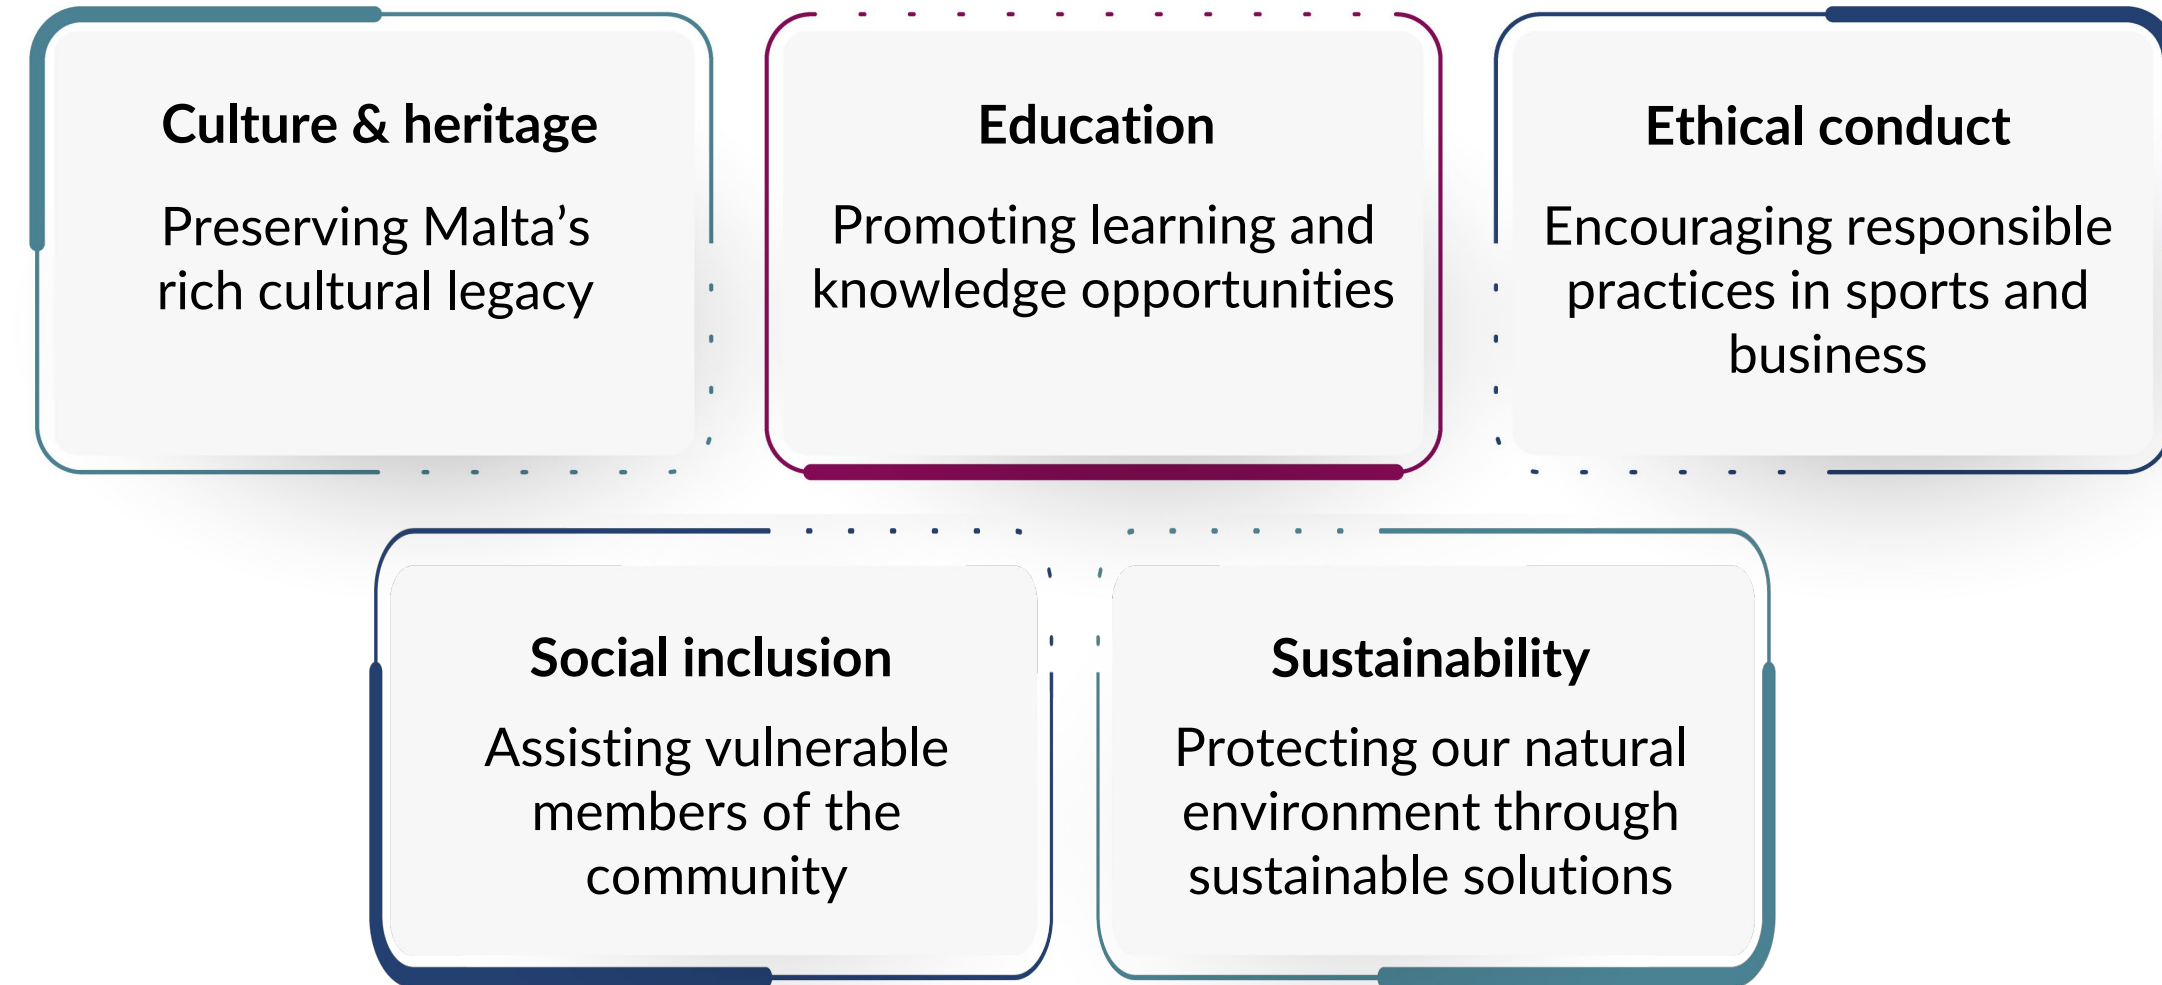 Culture & heritage
Preserving Malta’s
rich cultural legacy
Education
Promoting learning and
knowledge opportunities
Ethical conduct
Encouraging responsible
practices in sports and
business
Social inclusion
Assisting vulnerable
members of the
community
Sustainability
Protecting our natural
environment through
sustainable solutions